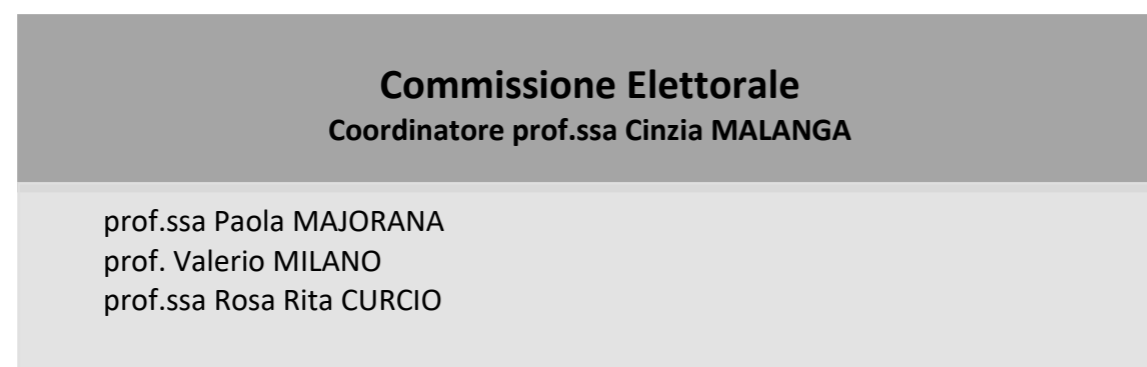 Commissione Elettorale
Coordinatore prof.ssa Cinzia MALANGA
prof.ssa Paola MAJORANA
prof. Valerio MILANO
prof.ssa Rosa Rita CURCIO